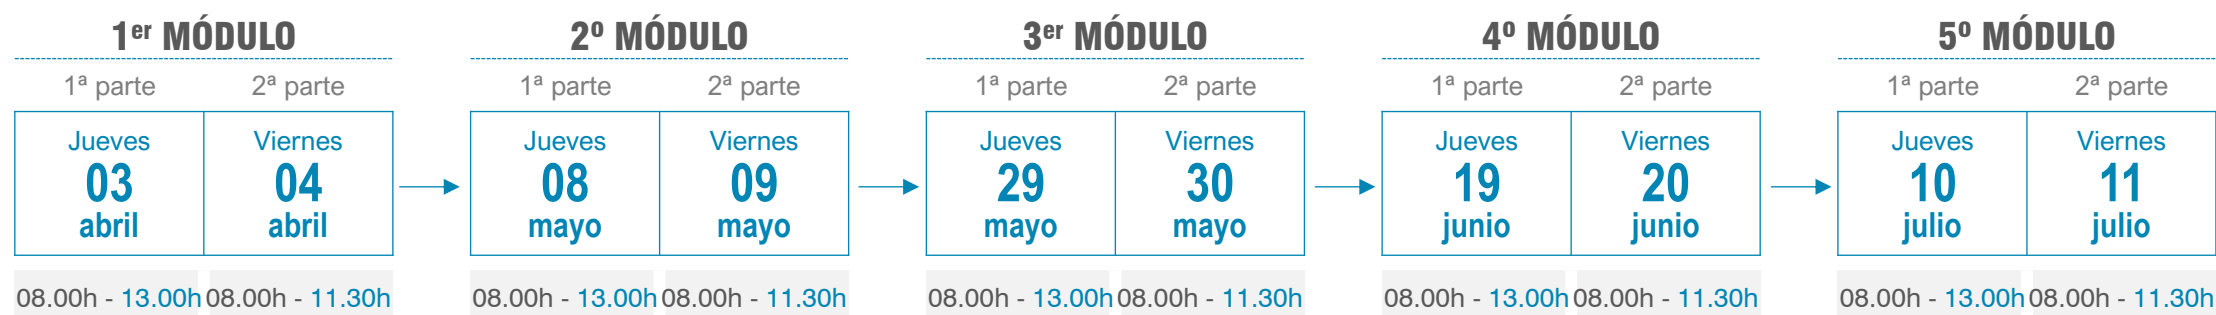 1er MÓDULO
1ª parte 2ª parte
Jueves
03
abril
Viernes
04
abril
08.00h - 13.00h 08.00h - 11.30h
2º MÓDULO
1ª parte 2ª parte
Jueves
08
mayo
Viernes
09
mayo
08.00h - 13.00h 08.00h - 11.30h
3er MÓDULO
1ª parte 2ª parte
Jueves
29
mayo
Viernes
30
mayo
08.00h - 13.00h 08.00h - 11.30h
4º MÓDULO
1ª parte 2ª parte
Jueves
19
junio
Viernes
20
junio
08.00h - 13.00h 08.00h - 11.30h
5º MÓDULO
1ª parte 2ª parte
Jueves
10
julio
Viernes
11
julio
08.00h - 13.00h 08.00h - 11.30h